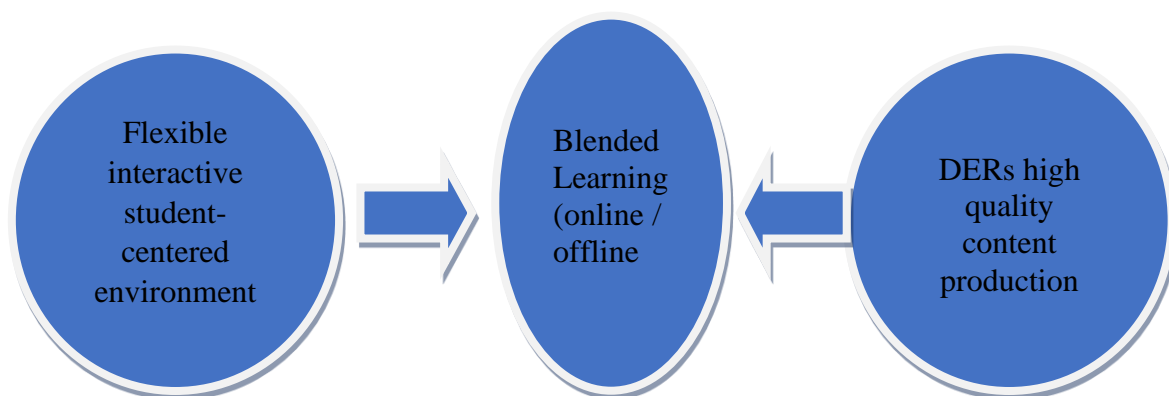 Flexible
interactive
student-
centered
environment
Blended
Learning
(online /
offline
DERs high
quality
content
production